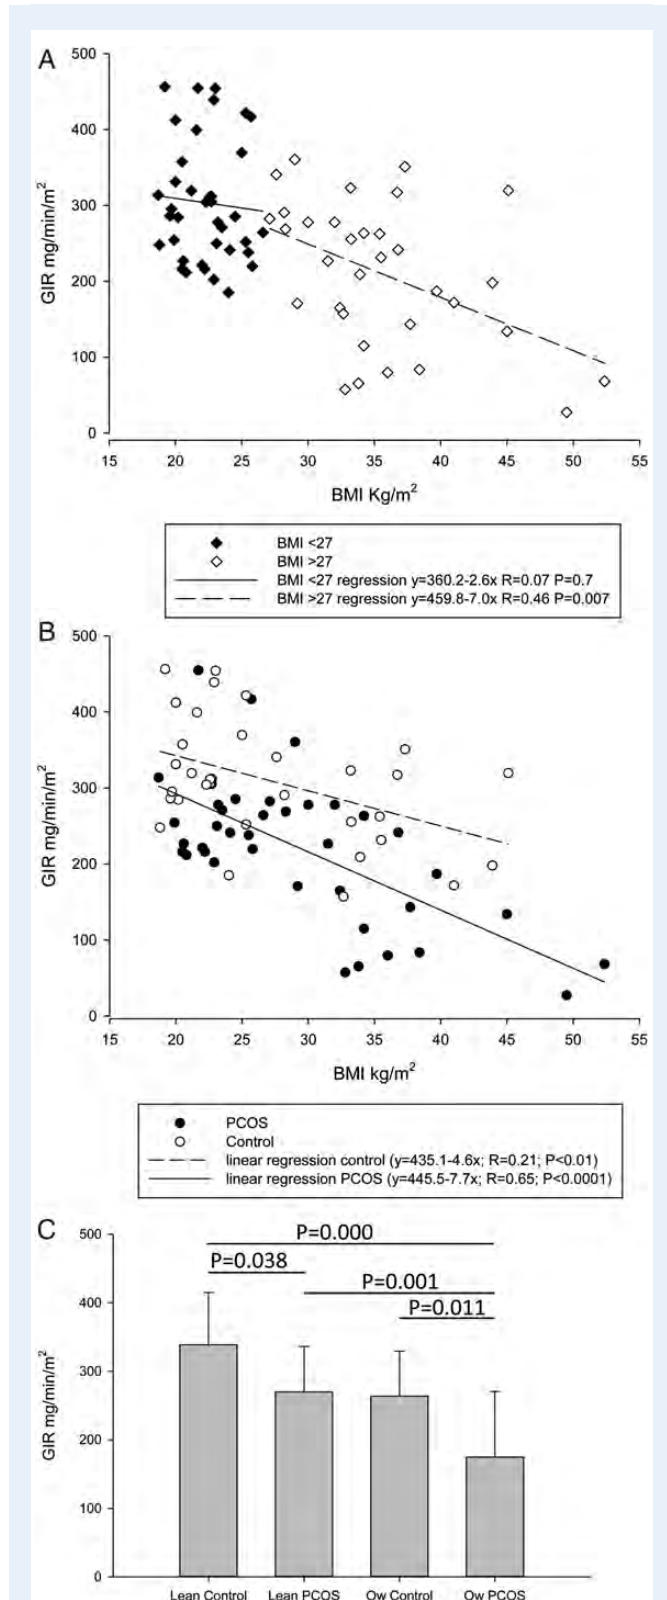 A
500
400
300
200
100
0
GIR mg/min/m²
15 20 25 30 35 40 45 50 55
BMI Kg/m²
BMI <27
BMI >27
BMI <27 regression y=360.2-2.6x R=0.07 P=0.7
BMI >27 regression y=459.8-7.0x R=0.46 P=0.007
B
500
400
300
200
100
0
GIR mg/min/m²
15 20 25 30 35 40 45 50 55
BMI kg/m²
PCOS
Control
linear regression control (y=435.1-4.6x; R=0.21; P<0.01)
linear regression PCOS (y=445.5-7.7x; R=0.65; P<0.0001)
C
500
400
300
200
100
0
GIR mg/min/m²
P=0.000
P=0.038
P=0.001
P=0.011
Lean Control Lean PCOS Ow Control Ow PCOS